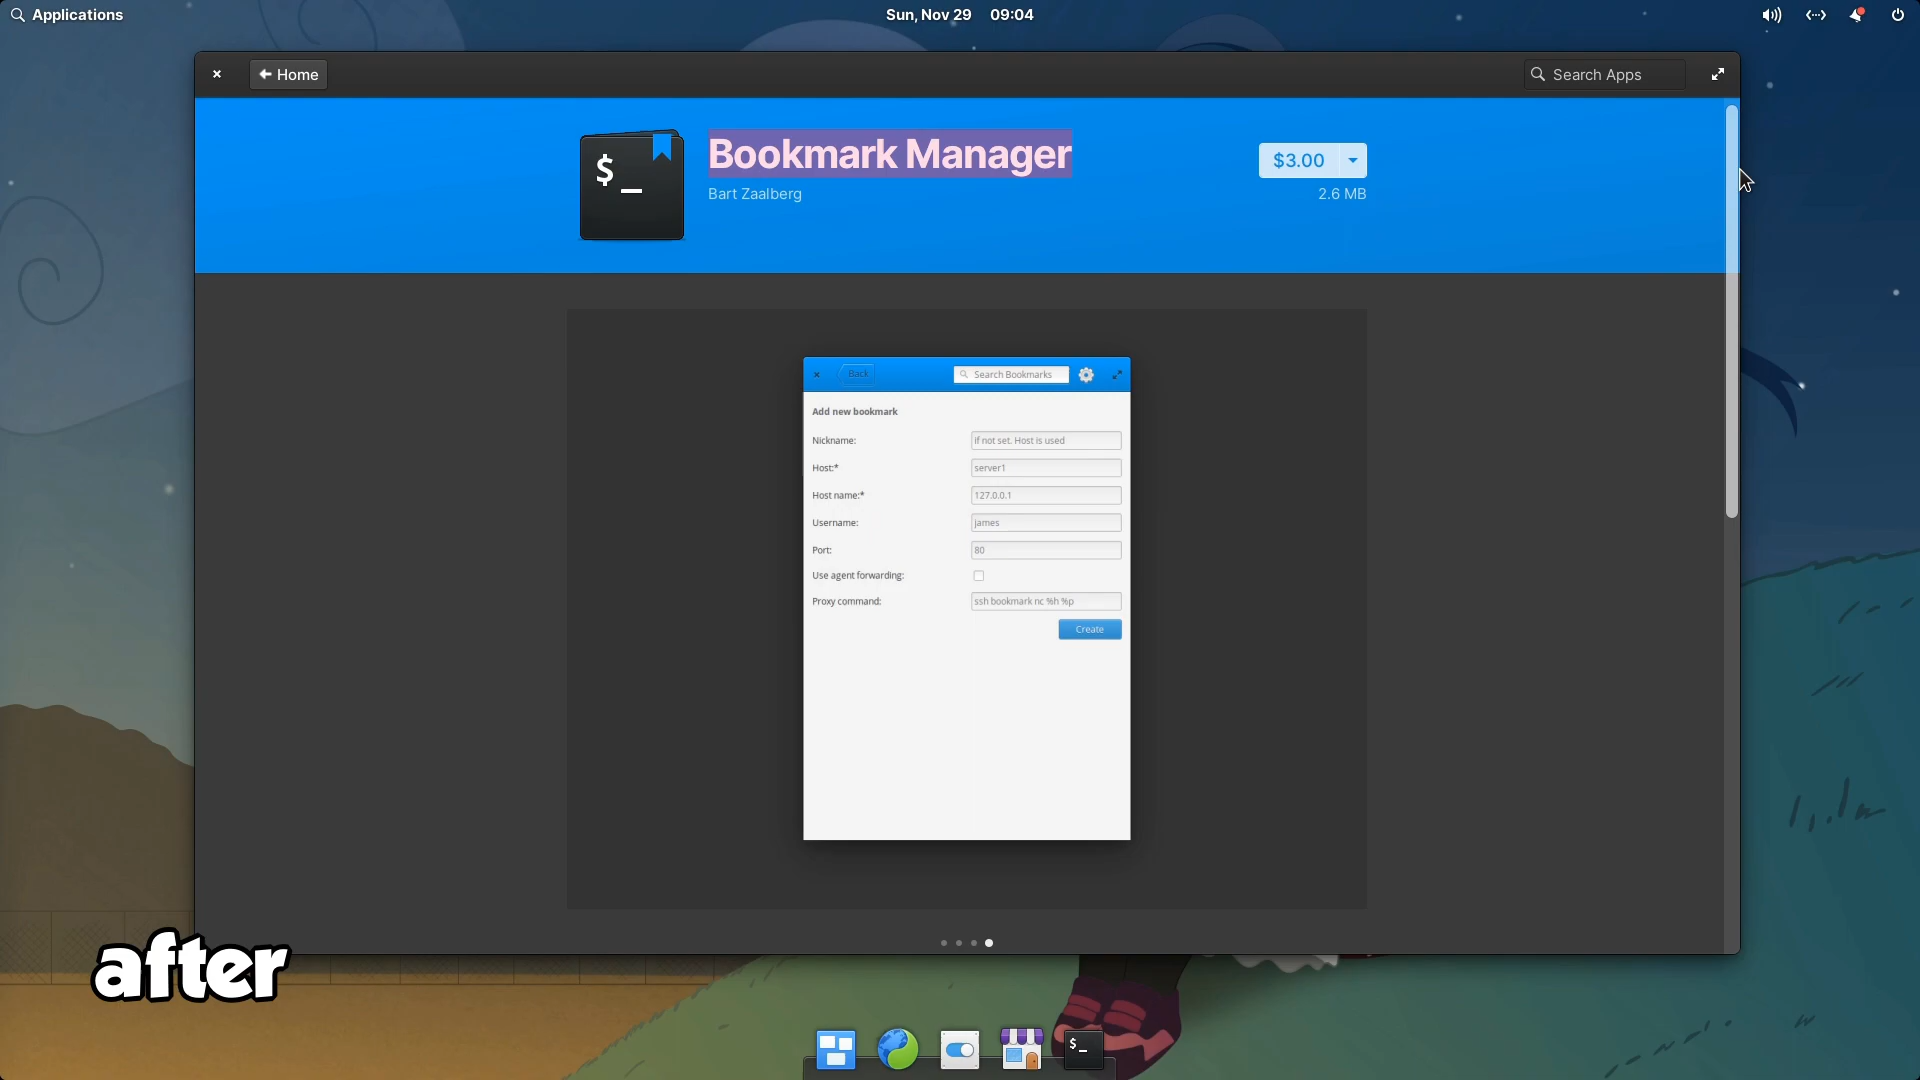 Applications
Sun, Nov 29 09:04
Home
Search Apps
$_
Bookmark Manager
Bart Zaalberg
$3.00
2.6 MB
Back
Search Bookmarks
Add new bookmark
Nickname:
if not set. Host is used
Host:*
server1
Host name:*
127.0.0.1
Username:
james
Port:
80
Use agent forwarding:
Proxy command:
ssh bookmark nc %h %p
Create
after
$_